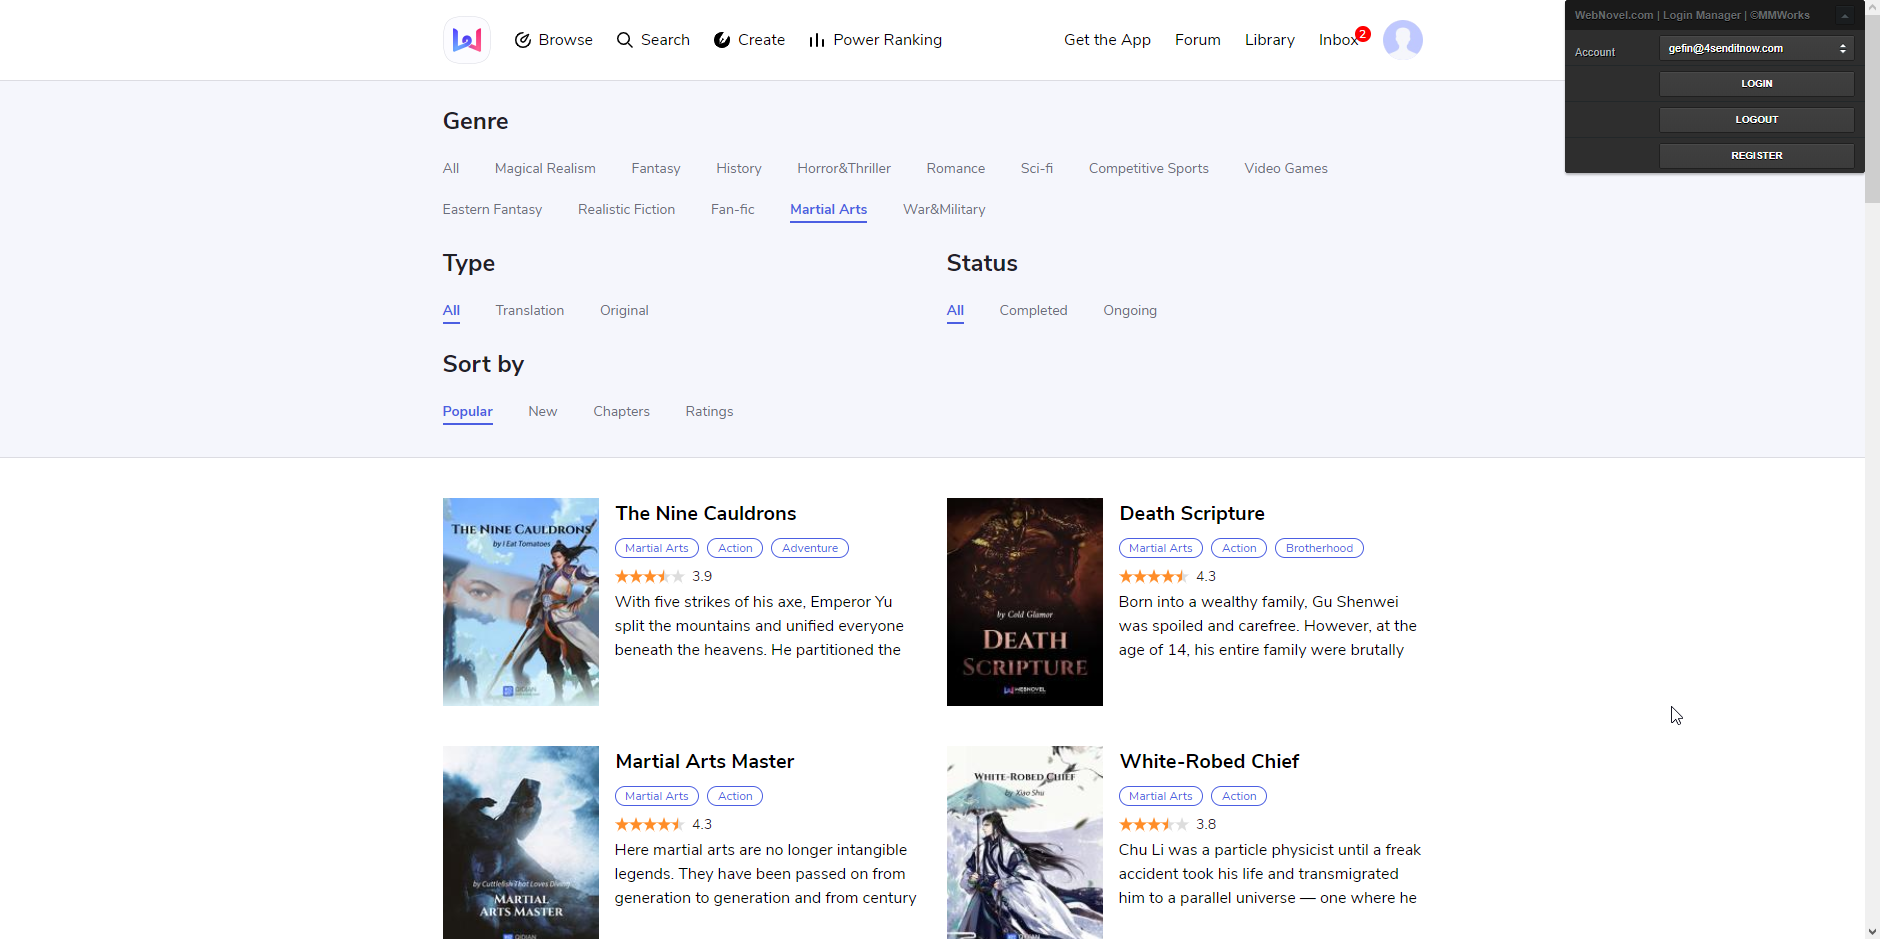 Browse Search Create Power Ranking Get the App Forum Library Inbox 2
WebNovel.com | Login Manager | ©MMWorks
Account gefin@4senditnow.com
LOGIN
LOGOUT
REGISTER
Genre
All Magical Realism Fantasy History Horror&Thriller Romance Sci-fi Competitive Sports Video Games
Eastern Fantasy Realistic Fiction Fan-fic Martial Arts War&Military
Type
All Translation Original
Status
All Completed Ongoing
Sort by
Popular New Chapters Ratings
THE NINE CAULDRONS
by I Eat Tomatoes
QIDIAN
The Nine Cauldrons
Martial Arts Action Adventure
3.9
With five strikes of his axe, Emperor Yu
split the mountains and unified everyone
beneath the heavens. He partitioned the
by Cold Glamor
DEATH
SCRIPTURE
WEBNOVEL
Death Scripture
Martial Arts Action Brotherhood
4.3
Born into a wealthy family, Gu Shenwei
was spoiled and carefree. However, at the
age of 14, his entire family were brutally
by Cuttlefish That Loves Diving
MARTIAL
ARTS MASTER
QIDIAN
Martial Arts Master
Martial Arts Action
4.3
Here martial arts are no longer intangible
legends. They have been passed on from
generation to generation and from century
WHITE-ROBED CHIEF
by Xiao Shu
QIDIAN
White-Robed Chief
Martial Arts Action
3.8
Chu Li was a particle physicist until a freak
accident took his life and transmigrated
him to a parallel universe — one where he